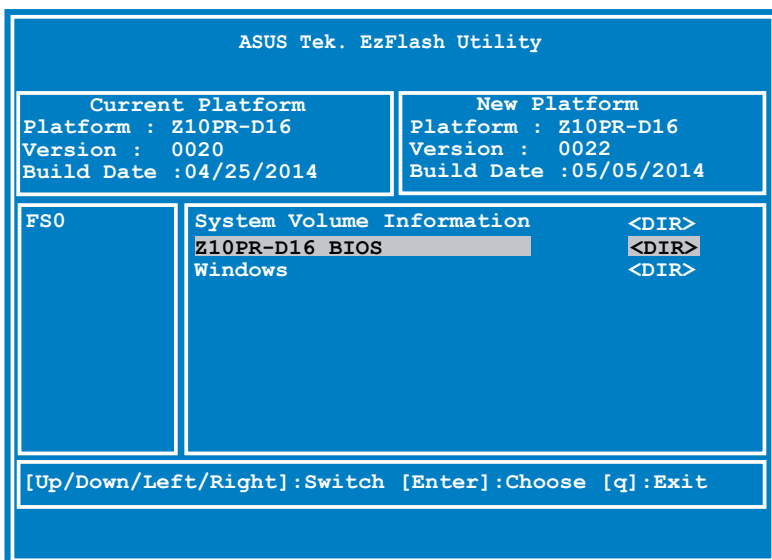 ASUS Tek. EzFlash Utility
Current Platform
Platform : Z10PR-D16
Version : 0020
Build Date :04/25/2014
New Platform
Platform : Z10PR-D16
Version : 0022
Build Date :05/05/2014
FS0
System Volume Information <DIR>
Z10PR-D16 BIOS <DIR>
Windows <DIR>
[Up/Down/Left/Right]:Switch [Enter]:Choose [q]:Exit